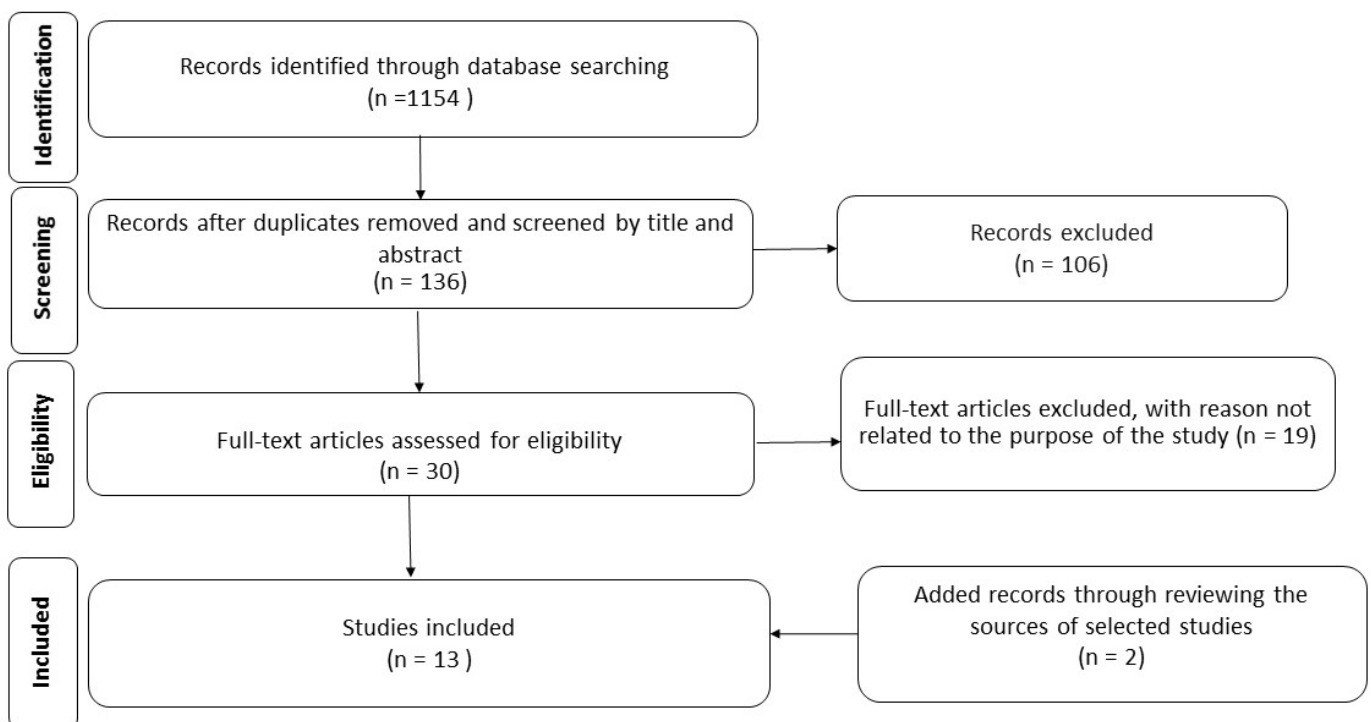 Identification
Records identified through database searching
(n =1154 )
Screening
Records after duplicates removed and screened by title and
abstract
(n = 136)
Records excluded
(n = 106)
Eligibility
Full-text articles assessed for eligibility
(n = 30)
Full-text articles excluded, with reason not
related to the purpose of the study (n = 19)
Included
Studies included
(n = 13 )
Added records through reviewing the
sources of selected studies
(n = 2)